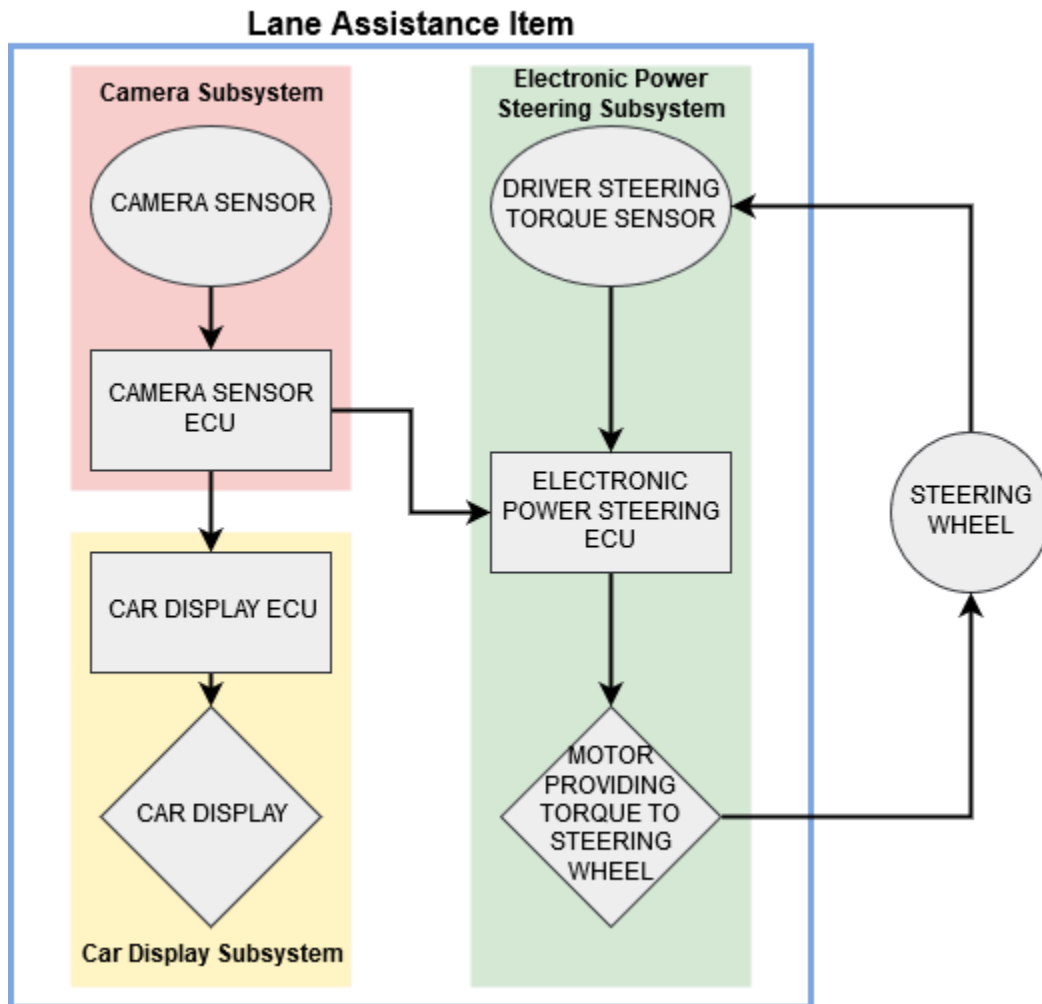 Lane Assistance Item
Camera Subsystem
CAMERA SENSOR
CAMERA SENSOR
ECU
CAR DISPLAY ECU
CAR DISPLAY
Car Display Subsystem
Electronic Power
Steering Subsystem
DRIVER STEERING
TORQUE SENSOR
ELECTRONIC
POWER STEERING
ECU
MOTOR
PROVIDING
TORQUE TO
STEERING
WHEEL
STEERING
WHEEL